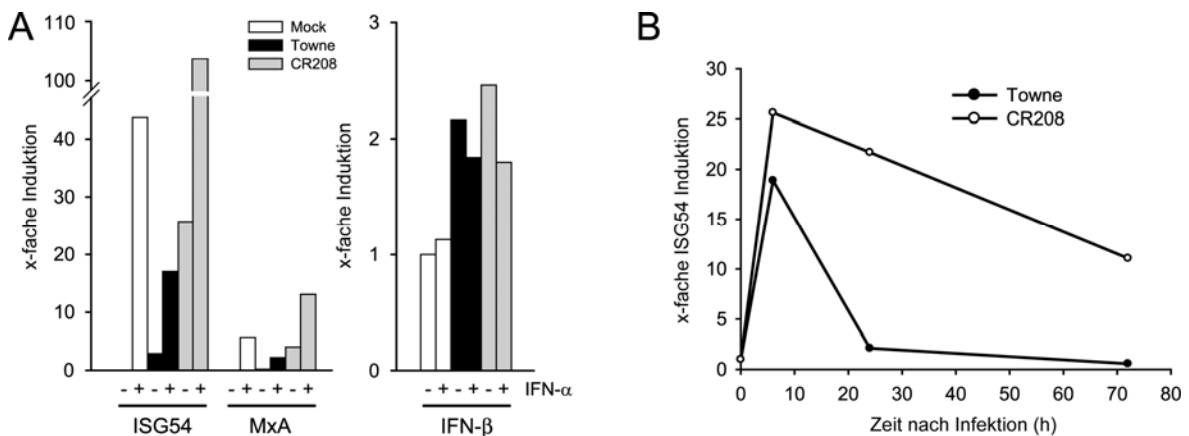 A
x-fache Induktion
110
100
40
30
20
10
0
Mock
Towne
CR208
- + - + - +
- + - + - +
ISG54
MxA
x-fache Induktion
3
2
1
0
- + - + - +
IFN-α
IFN-β
B
x-fache ISG54 Induktion
30
25
20
15
10
5
0
Towne
CR208
0 10 20 30 40 50 60 70 80
Zeit nach Infektion (h)